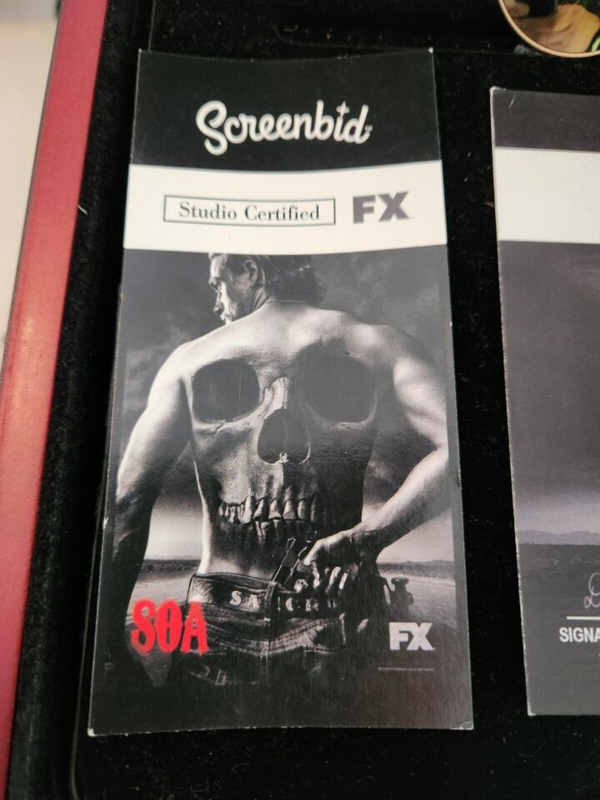 Screenbid
Studio Certified
FX
SOA
FX
SIGNA